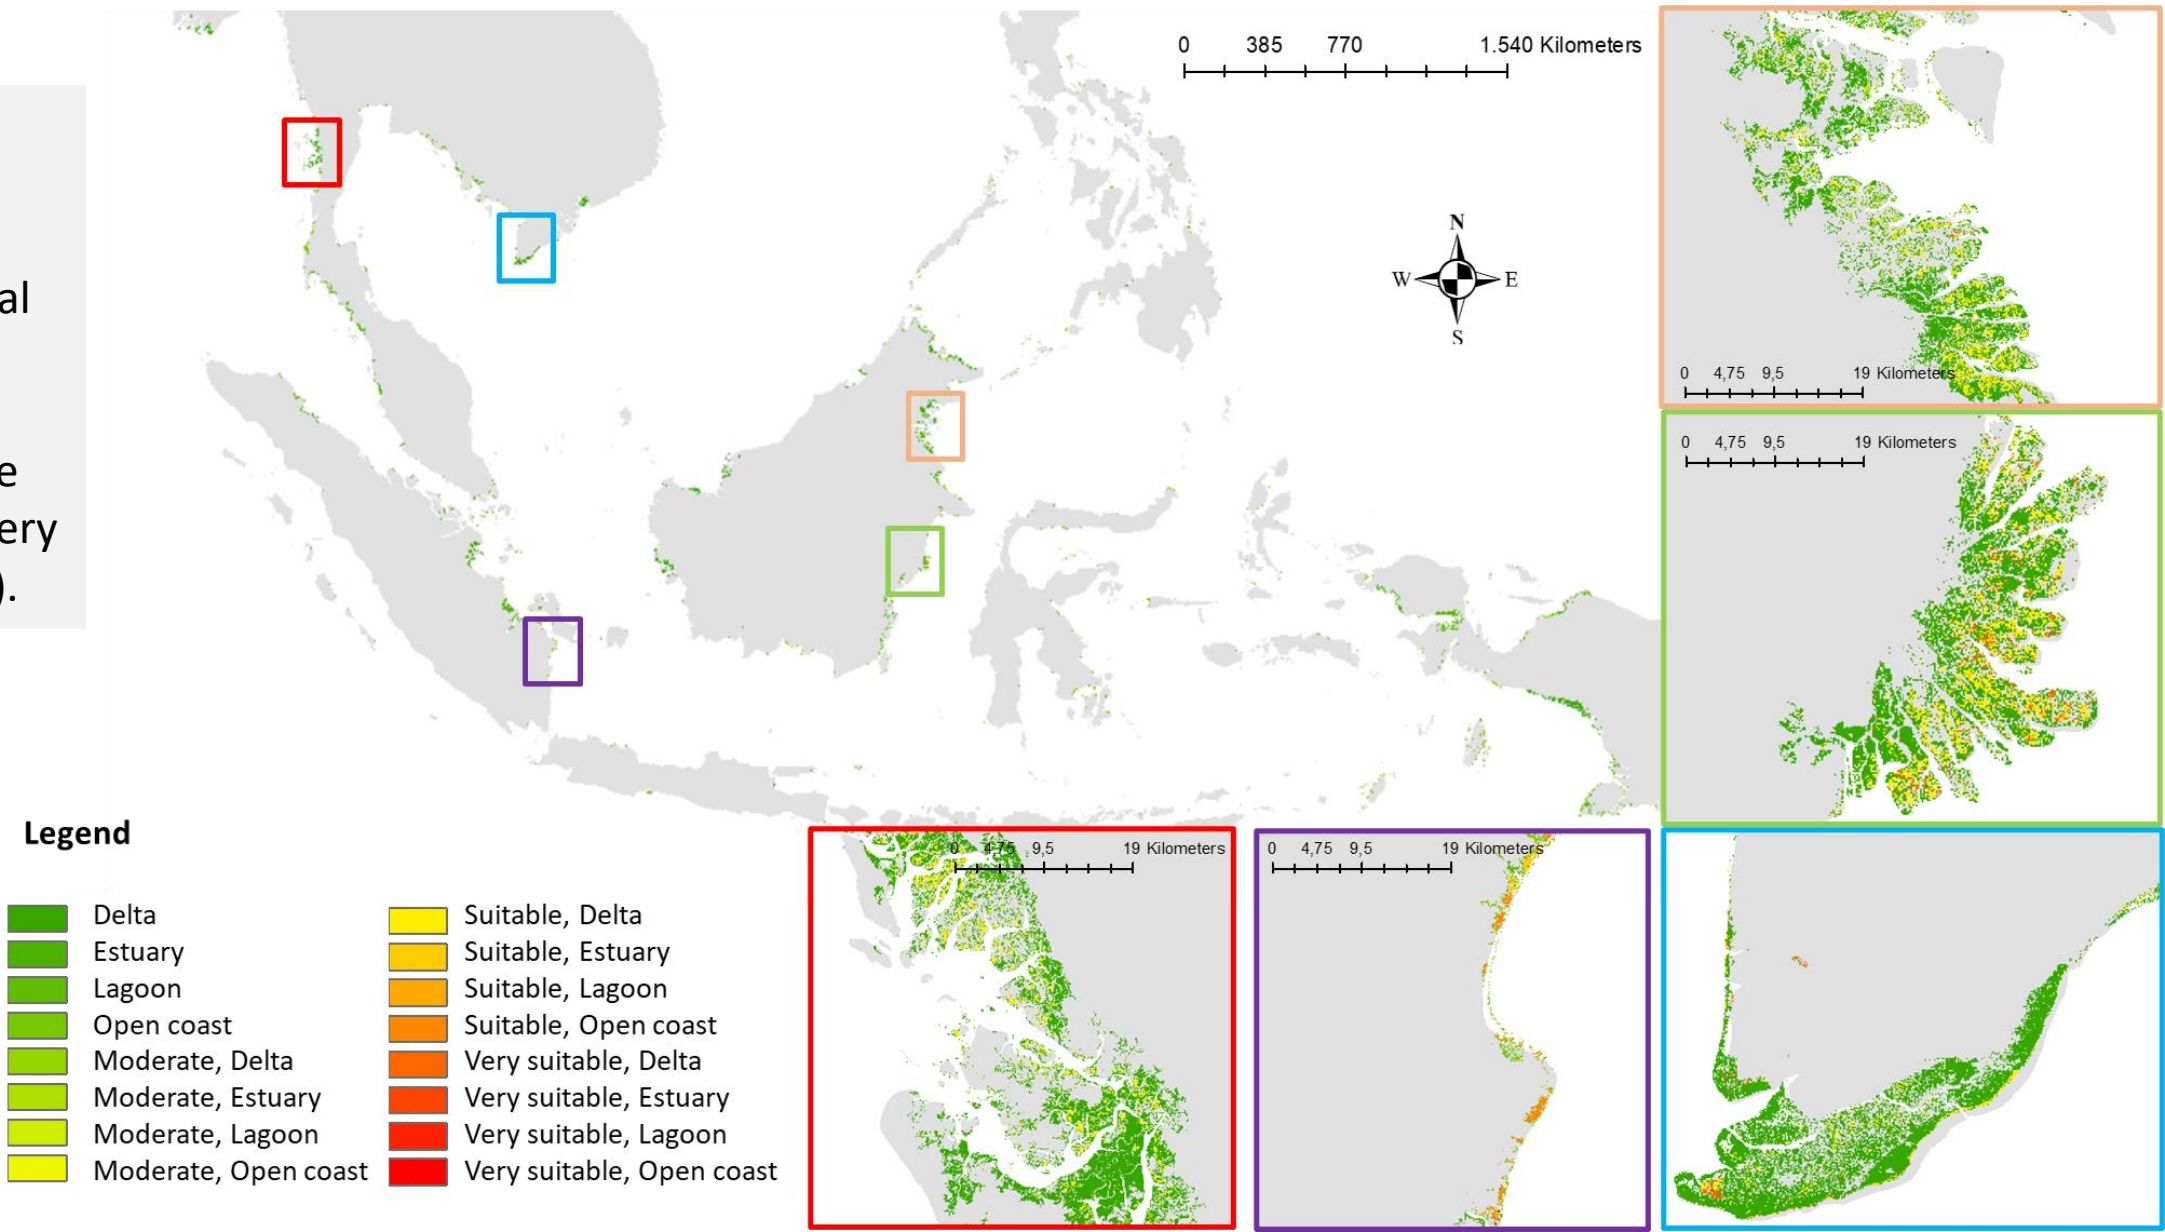 al
e
ery
).
0 385 770 1.540 Kilometers
N
W E
S
0 4,75 9,5 19 Kilometers
0 4,75 9,5 19 Kilometers
0 4,75 9,5 19 Kilometers
0 4,75 9,5 19 Kilometers
Legend
Delta
Estuary
Lagoon
Open coast
Moderate, Delta
Moderate, Estuary
Moderate, Lagoon
Moderate, Open coast
Suitable, Delta
Suitable, Estuary
Suitable, Lagoon
Suitable, Open coast
Very suitable, Delta
Very suitable, Estuary
Very suitable, Lagoon
Very suitable, Open coast